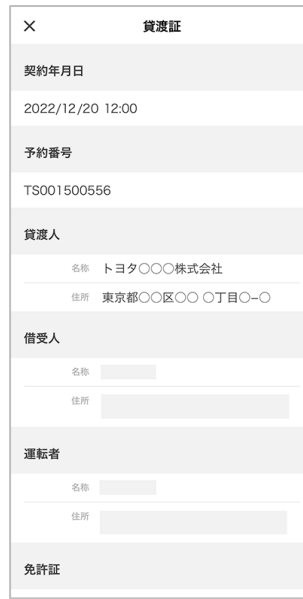 × 貸渡証
契約年月日
2022/12/20 12:00
予約番号
TS001500556
貸渡人
名称 トヨタ○○○株式会社
住所 東京都○○区○○ ○丁目○−○
借受人
名称
住所
運転者
名称
住所
免許証